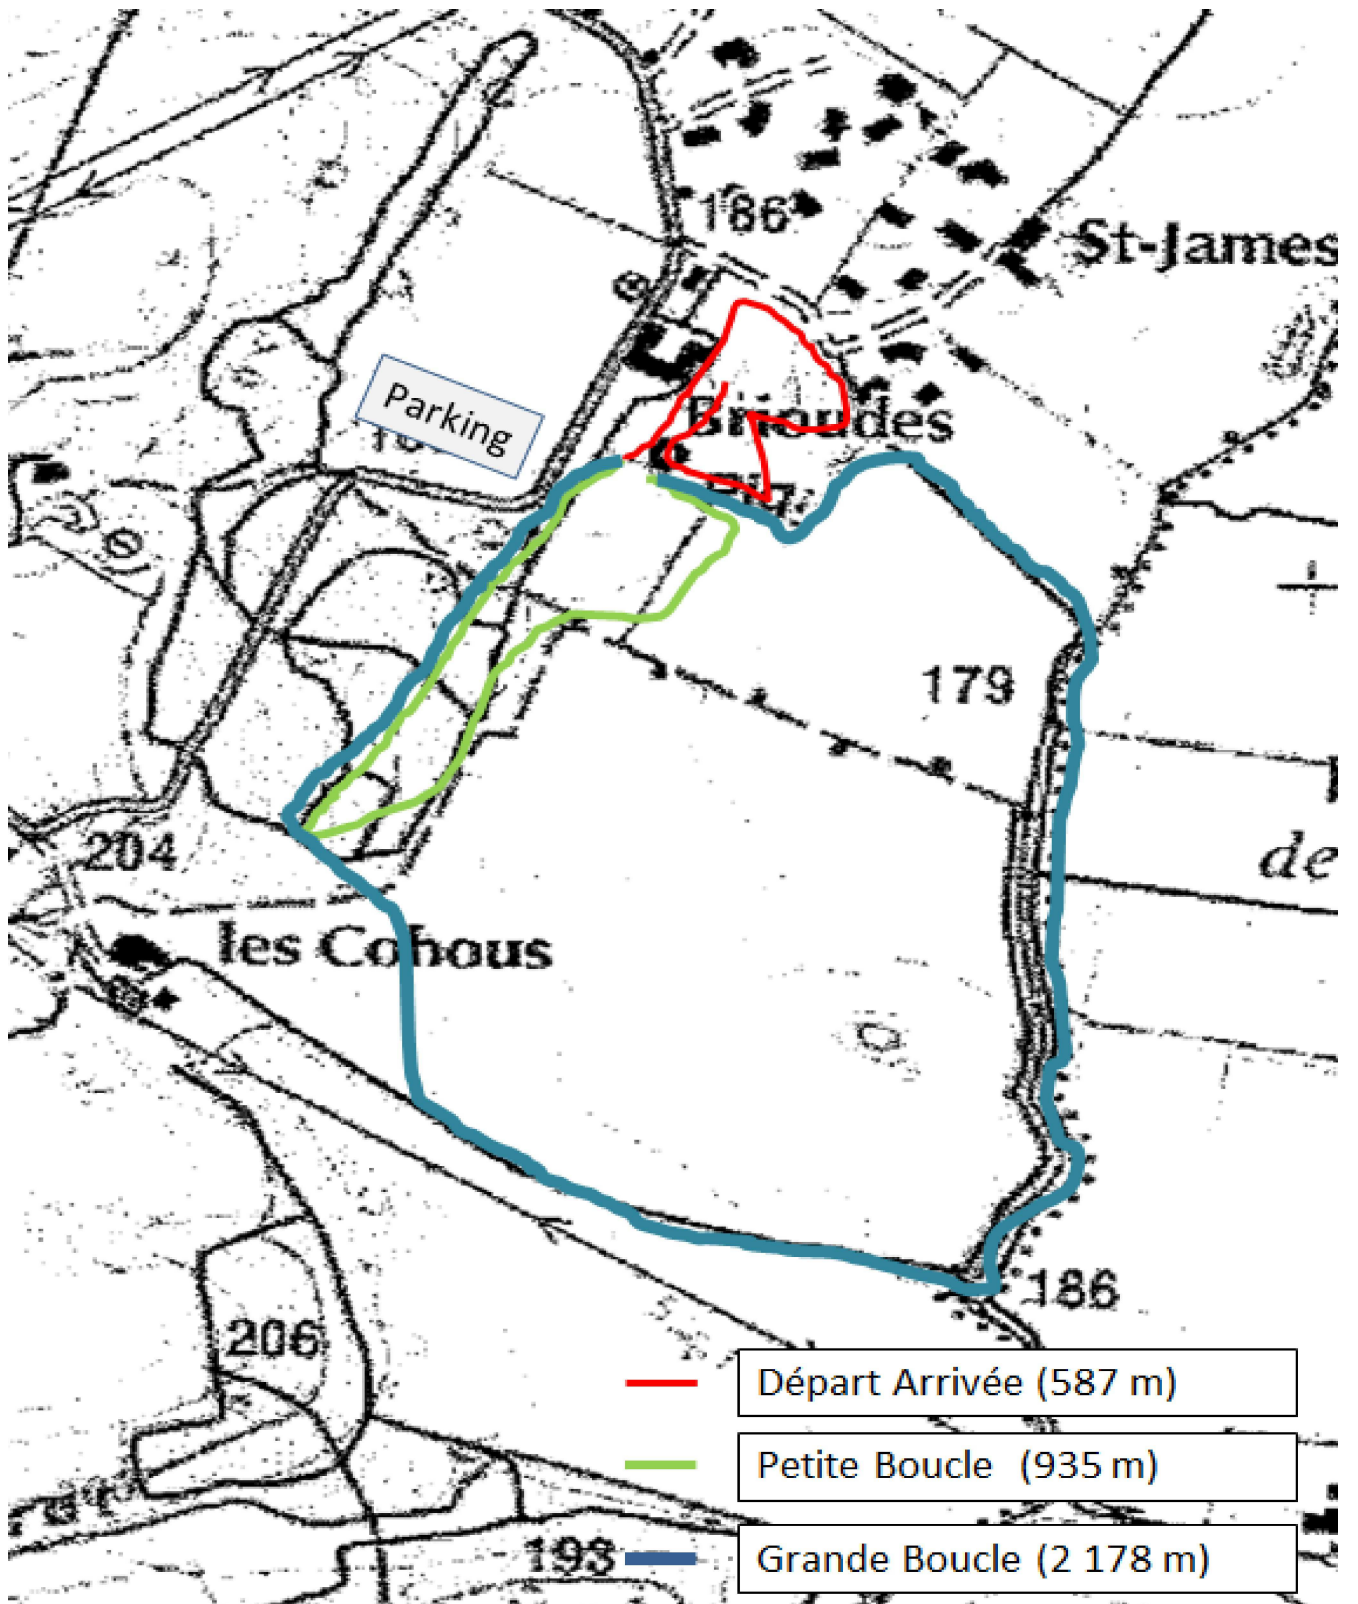 186
St-James
Parking
Brioudes
179
de
204
les Cohous
186
206
Départ Arrivée (587 m)
Petite Boucle (935 m)
193
Grande Boucle (2 178 m)